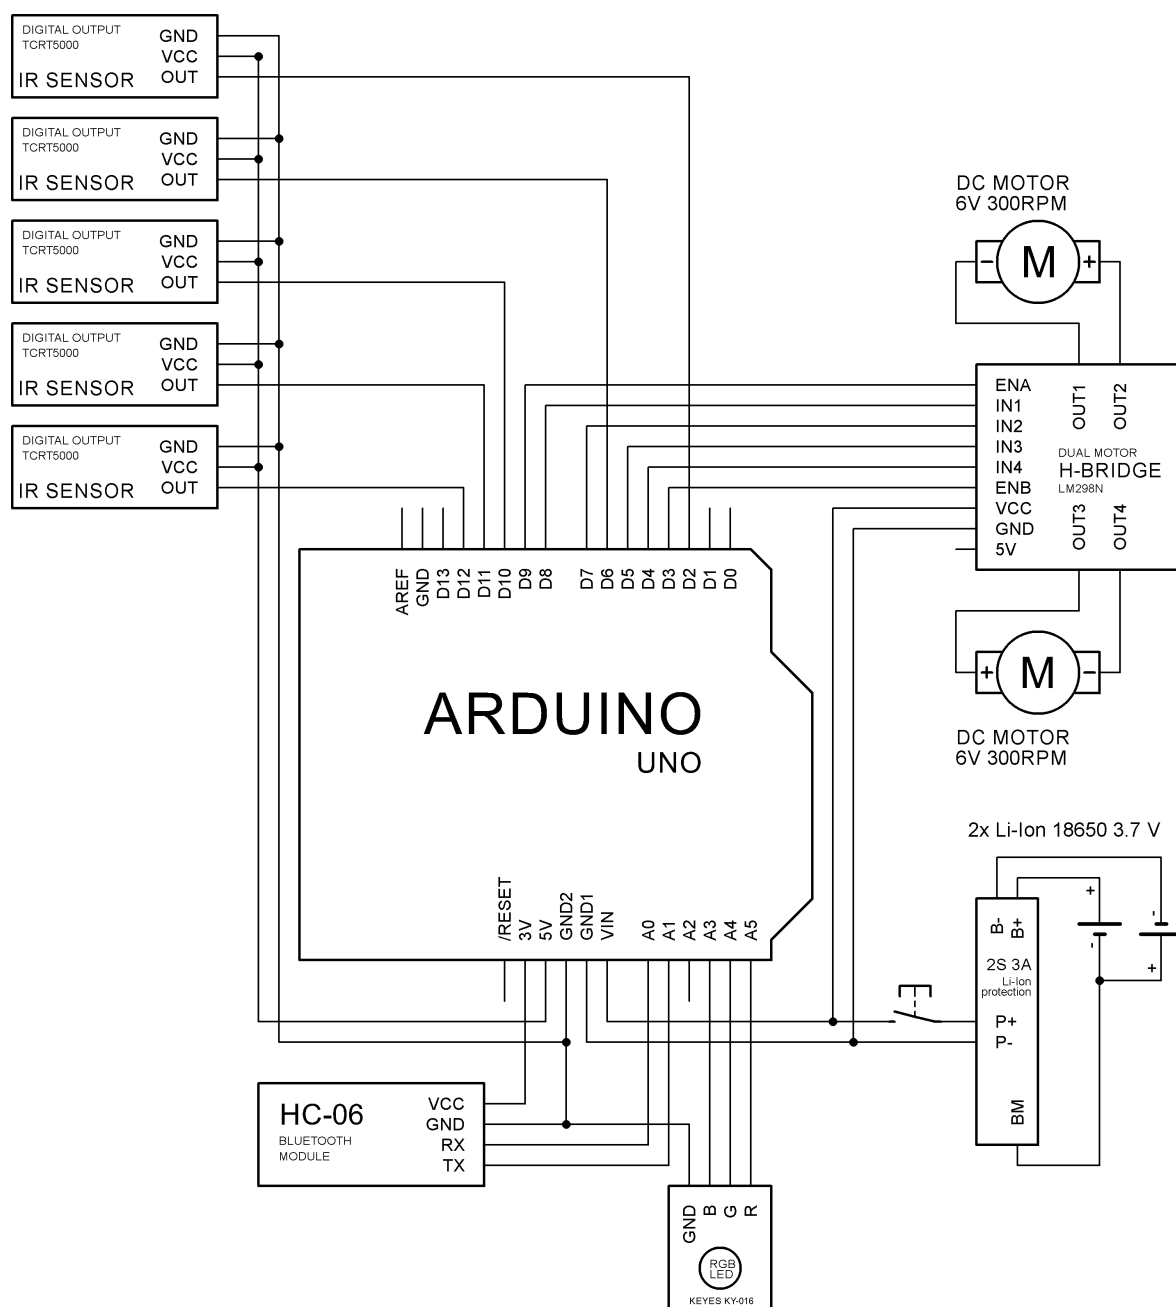 DIGITAL OUTPUT
TCRT5000
IR SENSOR
GND
VCC
OUT
DIGITAL OUTPUT
TCRT5000
IR SENSOR
GND
VCC
OUT
DIGITAL OUTPUT
TCRT5000
IR SENSOR
GND
VCC
OUT
DIGITAL OUTPUT
TCRT5000
IR SENSOR
GND
VCC
OUT
DIGITAL OUTPUT
TCRT5000
IR SENSOR
GND
VCC
OUT
DC MOTOR
6V 300RPM
- M +
ENA
IN1
IN2
IN3
IN4
ENB
VCC
GND
5V
OUT1
OUT2
DUAL MOTOR
H-BRIDGE
LM298N
OUT3
OUT4
+ M -
DC MOTOR
6V 300RPM
AREF
GND
D13
D12
D11
D10
D9
D8
D7
D6
D5
D4
D3
D2
D1
D0
ARDUINO
UNO
/RESET
3V
5V
GND2
GND1
VIN
A0
A1
A2
A3
A4
A5
2x Li-Ion 18650 3.7 V
B-
B+
2S 3A
Li-Ion
protection
P+
P-
BM
+
-
-
+
HC-06
BLUETOOTH
MODULE
VCC
GND
RX
TX
GND
B
G
R
RGB
LED
KEYES KY-016